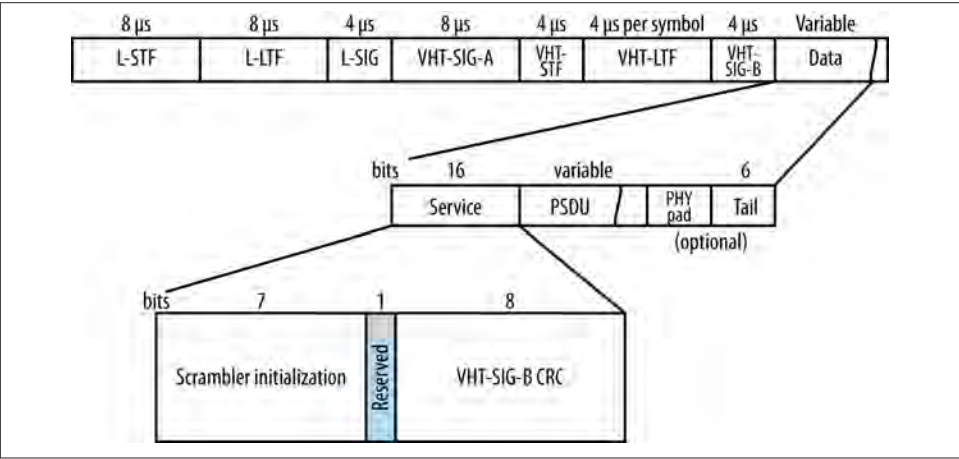 8 µs 8 µs 4 µs 8 µs 4 µs 4 µs per symbol 4 µs Variable
L-STF L-LTF L-SIG VHT-SIG-A VHT-STF VHT-LTF VHT-SIG-B Data
bits 16 variable 6
Service PSDU PHY pad Tail
(optional)
bits 7 1 8
Scrambler initialization Reserved VHT-SIG-B CRC